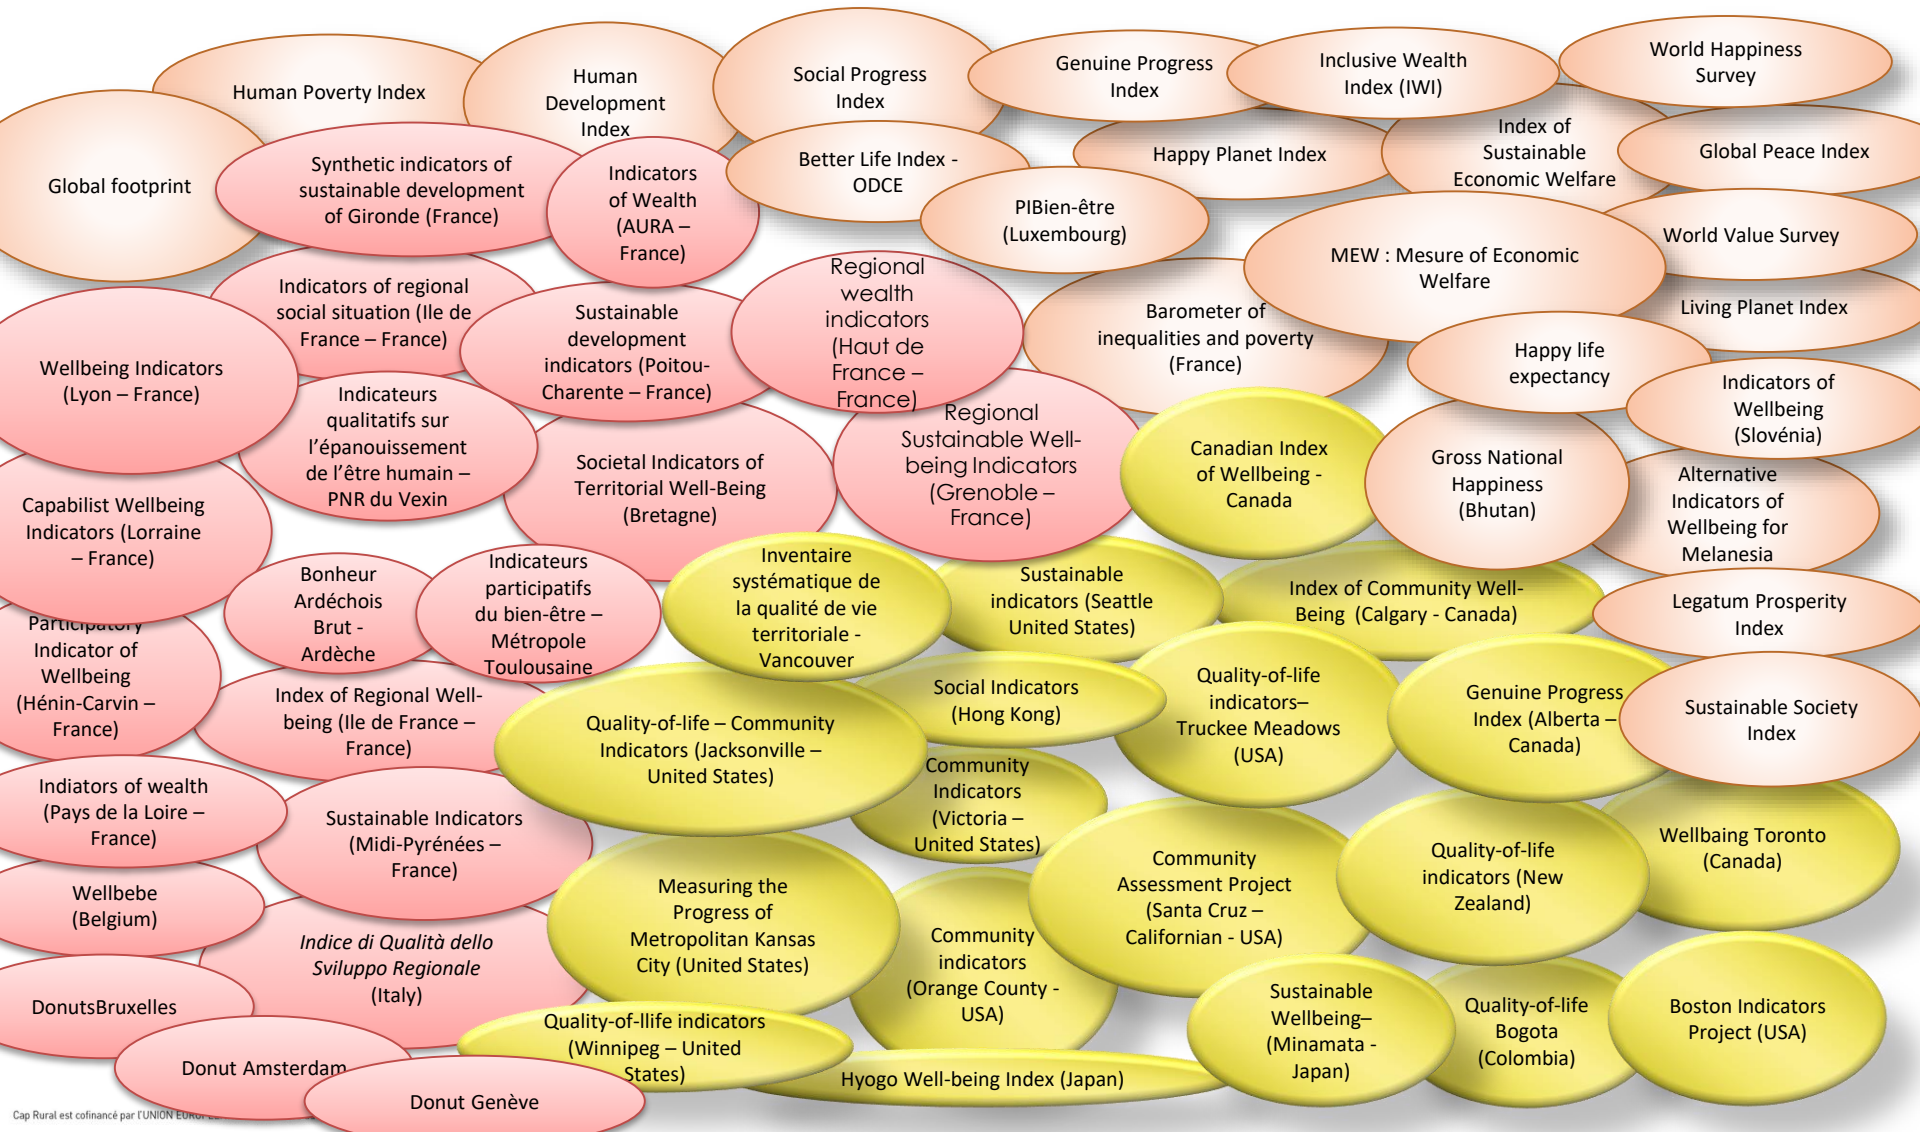 Human Poverty Index
Human
Development
Index
Social Progress
Index
Genuine Progress
Index
Inclusive Wealth
Index (IWI)
World Happiness
Survey
Global footprint
Synthetic indicators of
sustainable development
of Gironde (France)
Indicators
of Wealth
(AURA –
France)
Better Life Index -
ODCE
PIBien-être
(Luxembourg)
Happy Planet Index
Index of
Sustainable
Economic Welfare
Global Peace Index
MEW : Mesure of Economic
Welfare
World Value Survey
Living Planet Index
Indicators of regional
social situation (Ile de
France – France)
Sustainable
development
indicators (Poitou-
Charente – France)
Regional
wealth
indicators
(Haut de
France –
France)
Barometer of
inequalities and poverty
(France)
Happy life
expectancy
Indicators of
Wellbeing
(Slovénia)
Wellbeing Indicators
(Lyon – France)
Indicateurs
qualitatifs sur
l’épanouissement
de l’être humain –
PNR du Vexin
Societal Indicators of
Territorial Well-Being
(Bretagne)
Regional
Sustainable Well-
being Indicators
(Grenoble –
France)
Canadian Index
of Wellbeing -
Canada
Gross National
Happiness
(Bhutan)
Alternative
Indicators of
Wellbeing for
Melanesia
Capabilist Wellbeing
Indicators (Lorraine
– France)
Bonheur
Ardéchois
Brut -
Ardèche
Indicateurs
participatifs
du bien-être –
Métropole
Toulousaine
Inventaire
systématique de
la qualité de vie
territoriale -
Vancouver
Sustainable
indicators (Seattle
United States)
Index of Community Well-
Being (Calgary - Canada)
Legatum Prosperity
Index
Participatory
Indicator of
Wellbeing
(Hénin-Carvin –
France)
Index of Regional Well-
being (Ile de France –
France)
Quality-of-life – Community
Indicators (Jacksonville –
United States)
Social Indicators
(Hong Kong)
Quality-of-life
indicators–
Truckee Meadows
(USA)
Genuine Progress
Index (Alberta –
Canada)
Sustainable Society
Index
Indiators of wealth
(Pays de la Loire –
France)
Sustainable Indicators
(Midi-Pyrénées –
France)
Community
Indicators
(Victoria –
United States)
Community
Assessment Project
(Santa Cruz –
Californian - USA)
Quality-of-life
indicators (New
Zealand)
Wellbaing Toronto
(Canada)
Wellbebe
(Belgium)
Indice di Qualità dello
Sviluppo Regionale
(Italy)
Measuring the
Progress of
Metropolitan Kansas
City (United States)
Community
indicators
(Orange County -
USA)
Sustainable
Wellbeing–
(Minamata -
Japan)
Quality-of-life
Bogota
(Colombia)
Boston Indicators
Project (USA)
DonutsBruxelles
Donut Amsterdam
Quality-of-llife indicators
(Winnipeg – United
States)
Hyogo Well-being Index (Japan)
Donut Genève
Cap Rural est cofinancé par l'UNION